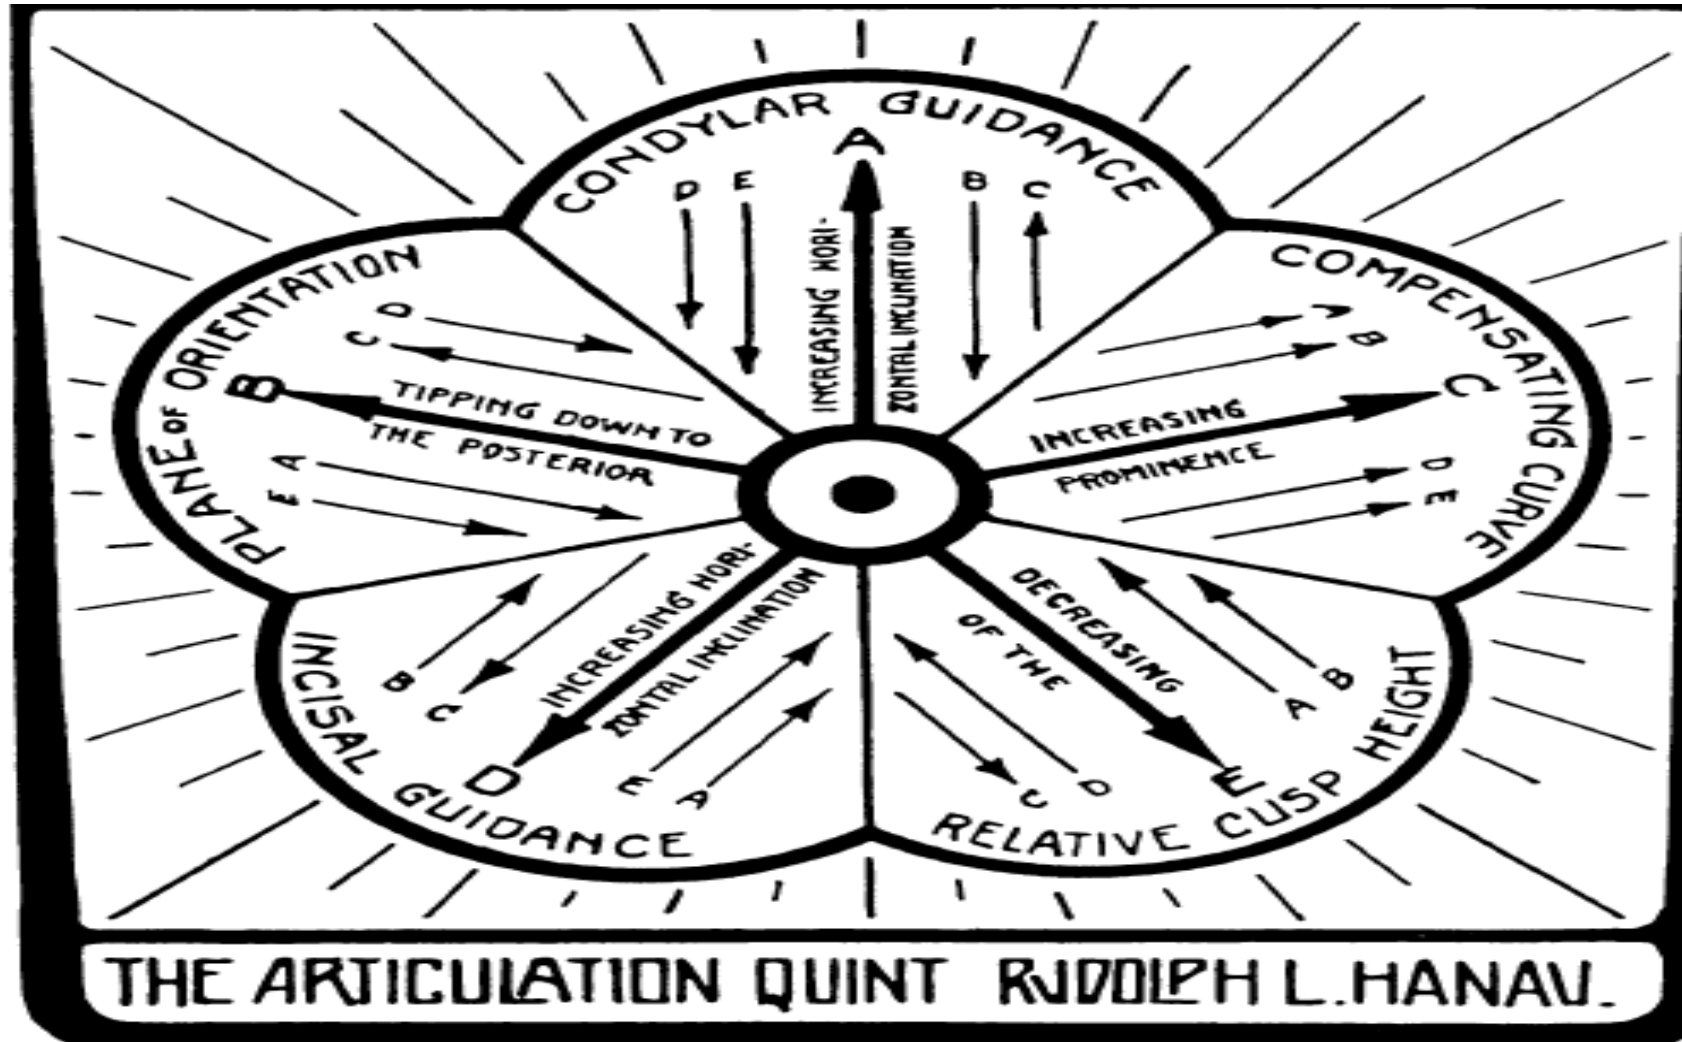 CONDYLAR GUIDANCE
A
D E B C
INCREASING HORI-
ZONTAL INCLINATION
COMPENSATING CURVE
A
B
C
INCREASING
PROMINENCE
D
E
RELATIVE CUSP HEIGHT
DECREASING
OF THE
B
A
E
D
C
INCISAL GUIDANCE
INCREASING HORI-
ZONTAL INCLINATION
B
C
D
E
A
PLANE OF ORIENTATION
D
C
B
TIPPING DOWN TO
THE POSTERIOR
A
E
THE ARTICULATION QUINT RUDOLPH L. HANAU.